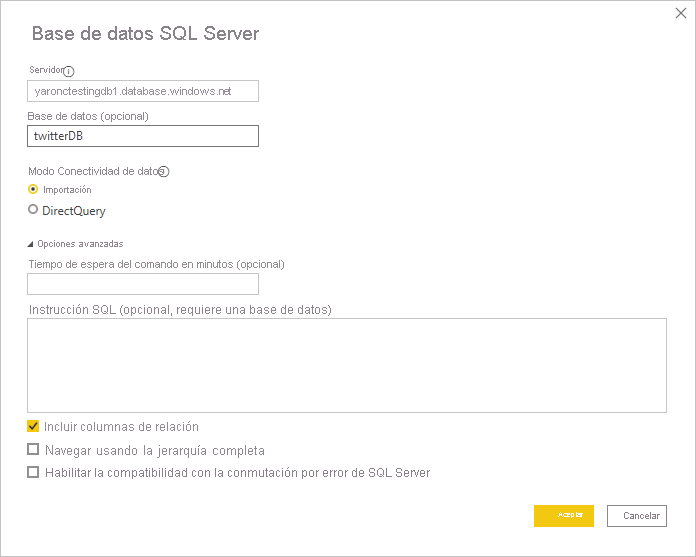 Base de datos SQL Server
Servidor
yaronctestingdb1.database.windows.net
Base de datos (opcional)
twitterDB
Modo Conectividad de datos
Importación
DirectQuery
Opciones avanzadas
Tiempo de espera del comando en minutos (opcional)
Instrucción SQL (opcional, requiere una base de datos)
Incluir columnas de relación
Navegar usando la jerarquía completa
Habilitar la compatibilidad con la conmutación por error de SQL Server
Aceptar Cancelar